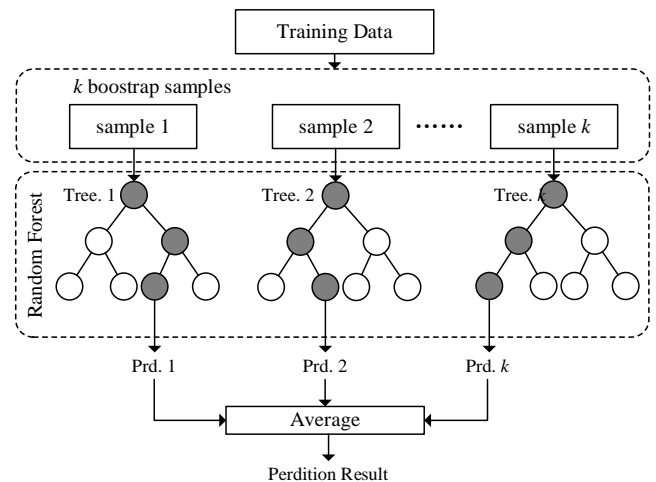 Training Data
k boostrap samples
sample 1
sample 2
......
sample k
Random Forest
Tree. 1
Tree. 2
Tree. k
Prd. 1
Prd. 2
Prd. k
Average
Perdition Result